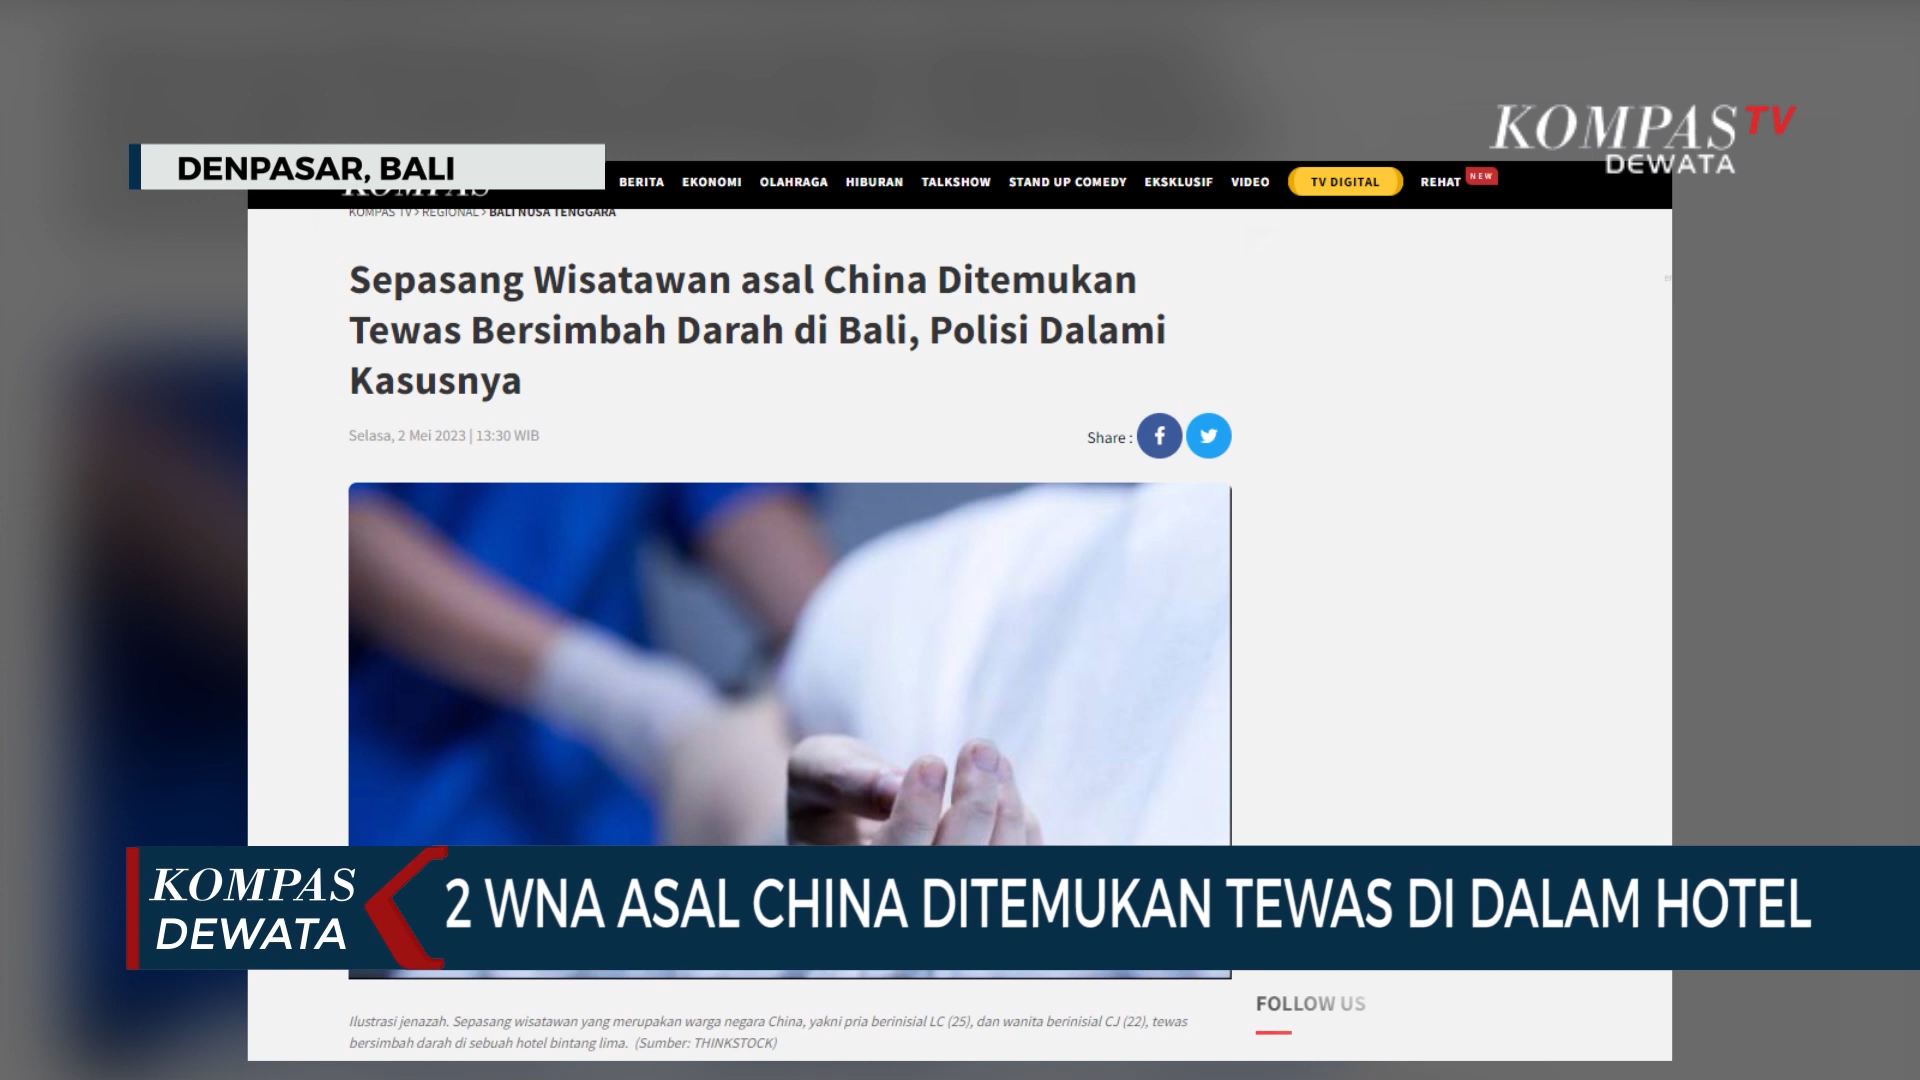 KOMPAS TV
DEWATA
DENPASAR, BALI
KOMPAS
BERITA EKONOMI OLAHRAGA HIBURAN TALKSHOW STAND UP COMEDY EKSKLUSIF VIDEO TV DIGITAL REHAT NEW
KOMPAS TV > REGIONAL > BALI NUSA TENGGARA
Sepasang Wisatawan asal China Ditemukan
Tewas Bersimbah Darah di Bali, Polisi Dalami
Kasusnya
Selasa, 2 Mei 2023 | 13:30 WIB
Share :
KOMPAS
DEWATA
2 WNA ASAL CHINA DITEMUKAN TEWAS DI DALAM HOTEL
FOLLOW US
Ilustrasi jenazah. Sepasang wisatawan yang merupakan warga negara China, yakni pria berinisial LC (25), dan wanita berinisial CJ (22), tewas
bersimbah darah di sebuah hotel bintang lima. (Sumber: THINKSTOCK)